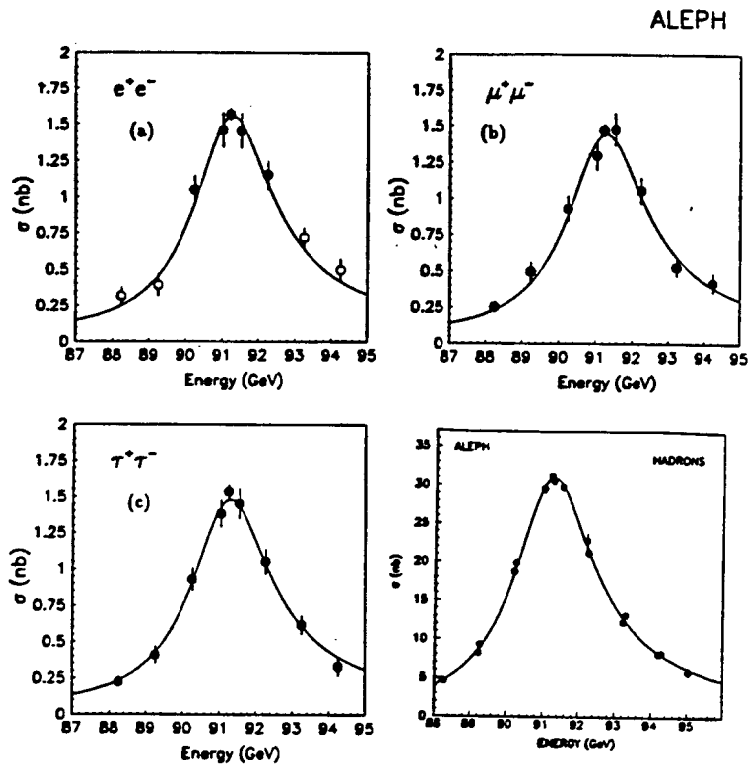 ALEPH
e⁺e⁻
(a)
σ (nb)
2
1.75
1.5
1.25
1
0.75
0.5
0.25
0
87 88 89 90 91 92 93 94 95
Energy (GeV)
μ⁺μ⁻
(b)
σ (nb)
2
1.75
1.5
1.25
1
0.75
0.5
0.25
0
87 88 89 90 91 92 93 94 95
Energy (GeV)
τ⁺τ⁻
(c)
σ (nb)
2
1.75
1.5
1.25
1
0.75
0.5
0.25
0
87 88 89 90 91 92 93 94 95
Energy (GeV)
ALEPH
HADRONS
σ (nb)
35
30
25
20
15
10
5
0
88 89 90 91 92 93 94 95
ENERGY (GeV)